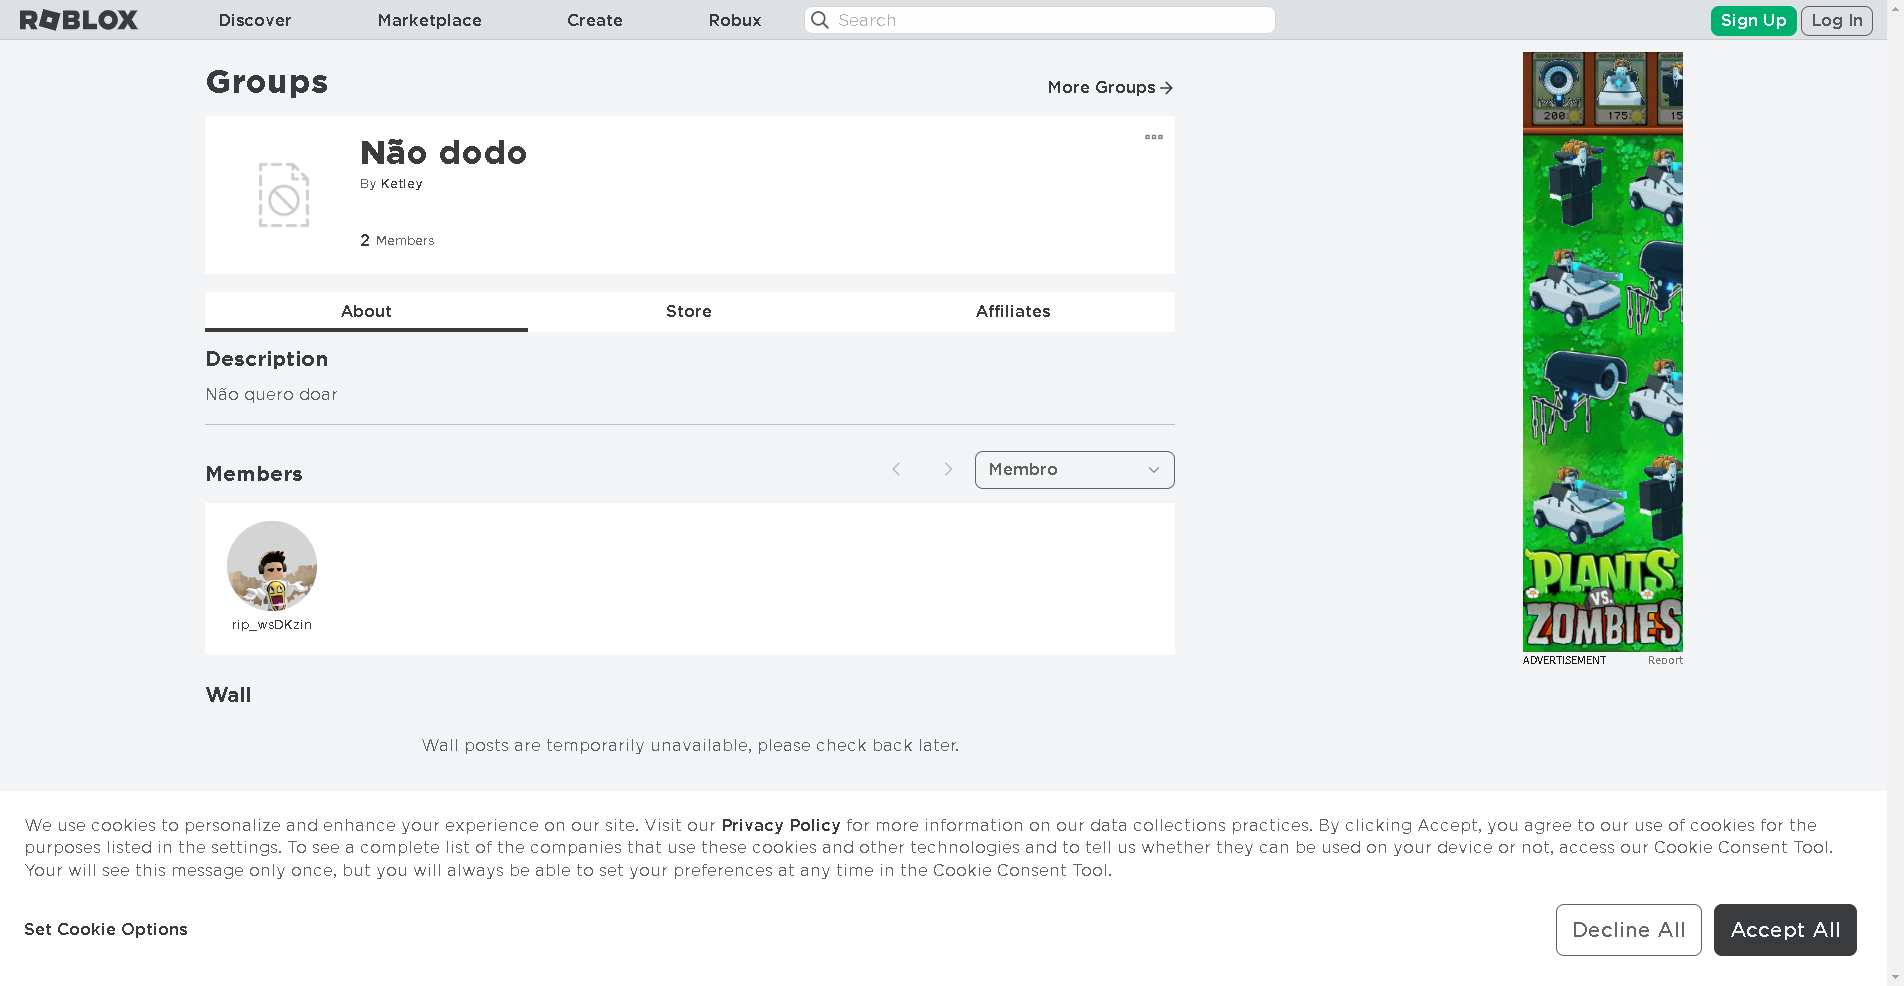 ROBLOX
Discover
Marketplace
Create
Robux
Search
Sign Up
Log In
Groups
More Groups
Não dodo
By Ketley
2 Members
About
Store
Affiliates
Description
Não quero doar
Members
Membro
rip_wsDKzin
Wall
Wall posts are temporarily unavailable, please check back later.
200
175
15
PLANTS
VS.
ZOMBIES
ADVERTISEMENT
Report
We use cookies to personalize and enhance your experience on our site. Visit our Privacy Policy for more information on our data collections practices. By clicking Accept, you agree to our use of cookies for the
purposes listed in the settings. To see a complete list of the companies that use these cookies and other technologies and to tell us whether they can be used on your device or not, access our Cookie Consent Tool.
Your will see this message only once, but you will always be able to set your preferences at any time in the Cookie Consent Tool.
Set Cookie Options
Decline All
Accept All